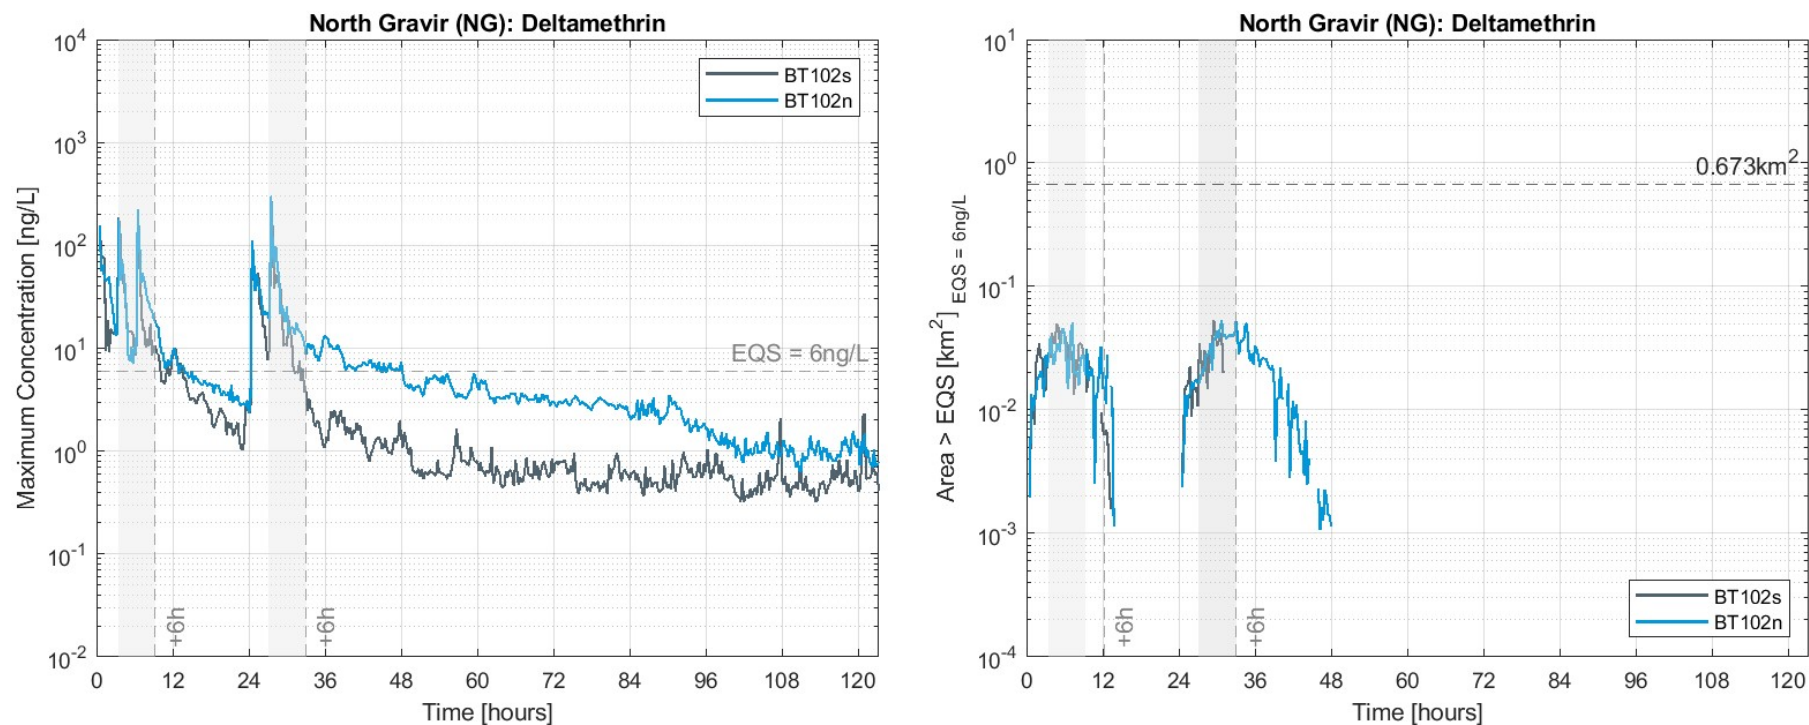 North Gravir (NG): Deltamethrin
10^4
10^3
10^2
10^1
10^0
10^-1
10^-2
Maximum Concentration [ng/L]
BT102s
BT102n
EQS = 6ng/L
+6h
+6h
0 12 24 36 48 60 72 84 96 108 120
Time [hours]
North Gravir (NG): Deltamethrin
10^1
10^0
10^-1
10^-2
10^-3
10^-4
Area > EQS [km^2] EQS = 6ng/L
0.673km^2
+6h
+6h
BT102s
BT102n
0 12 24 36 48 60 72 84 96 108 120
Time [hours]